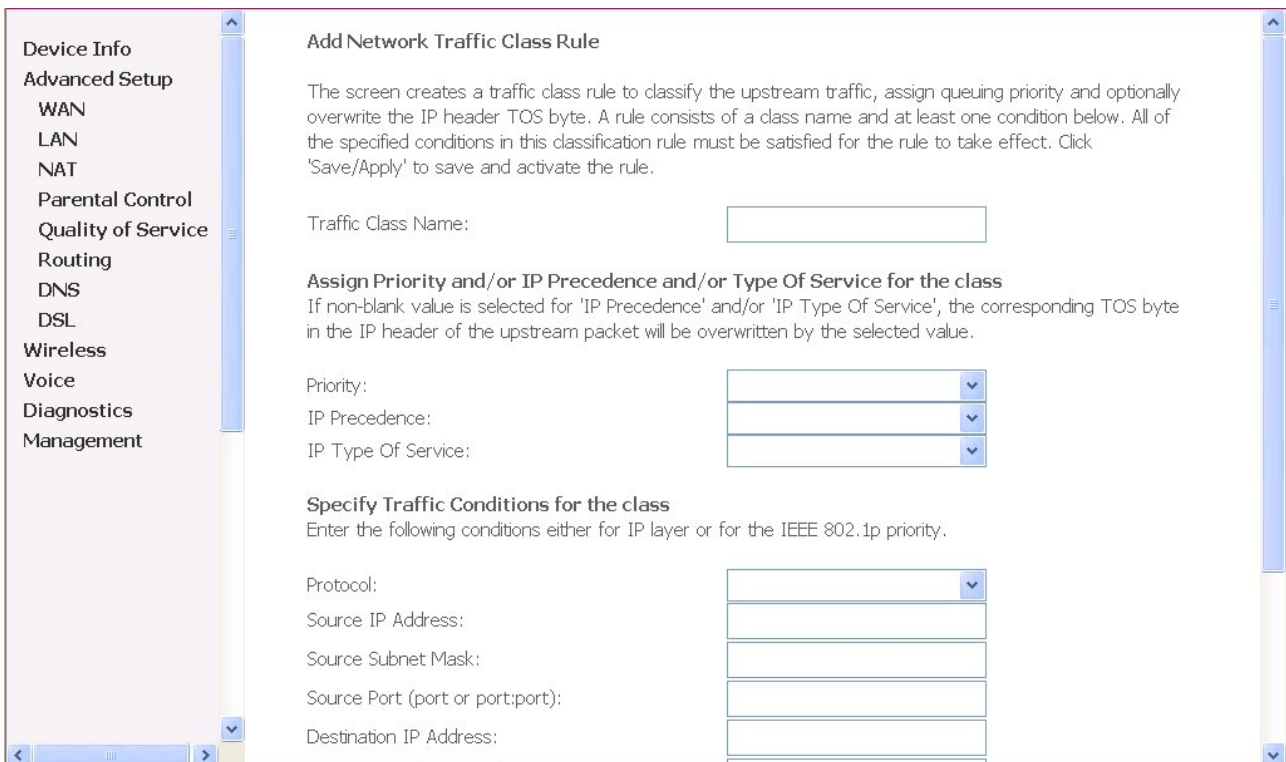 Device Info
Advanced Setup
WAN
LAN
NAT
Parental Control
Quality of Service
Routing
DNS
DSL
Wireless
Voice
Diagnostics
Management
Add Network Traffic Class Rule
The screen creates a traffic class rule to classify the upstream traffic, assign queuing priority and optionally
overwrite the IP header TOS byte. A rule consists of a class name and at least one condition below. All of
the specified conditions in this classification rule must be satisfied for the rule to take effect. Click
'Save/Apply' to save and activate the rule.
Traffic Class Name:
Assign Priority and/or IP Precedence and/or Type Of Service for the class
If non-blank value is selected for 'IP Precedence' and/or 'IP Type Of Service', the corresponding TOS byte
in the IP header of the upstream packet will be overwritten by the selected value.
Priority:
IP Precedence:
IP Type Of Service:
Specify Traffic Conditions for the class
Enter the following conditions either for IP layer or for the IEEE 802.1p priority.
Protocol:
Source IP Address:
Source Subnet Mask:
Source Port (port or port:port):
Destination IP Address: